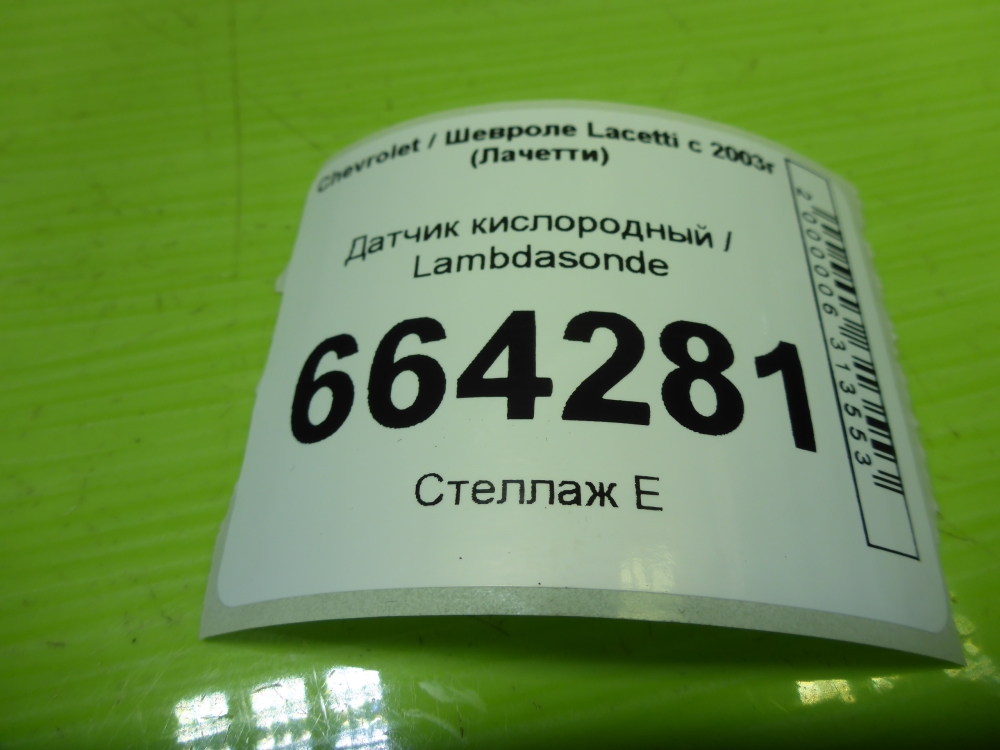 Chevrolet / Шевроле Lacetti с 2003г
(Лачетти)
Датчик кислородный /
Lambdasonde
664281
Стеллаж E
2000006313553